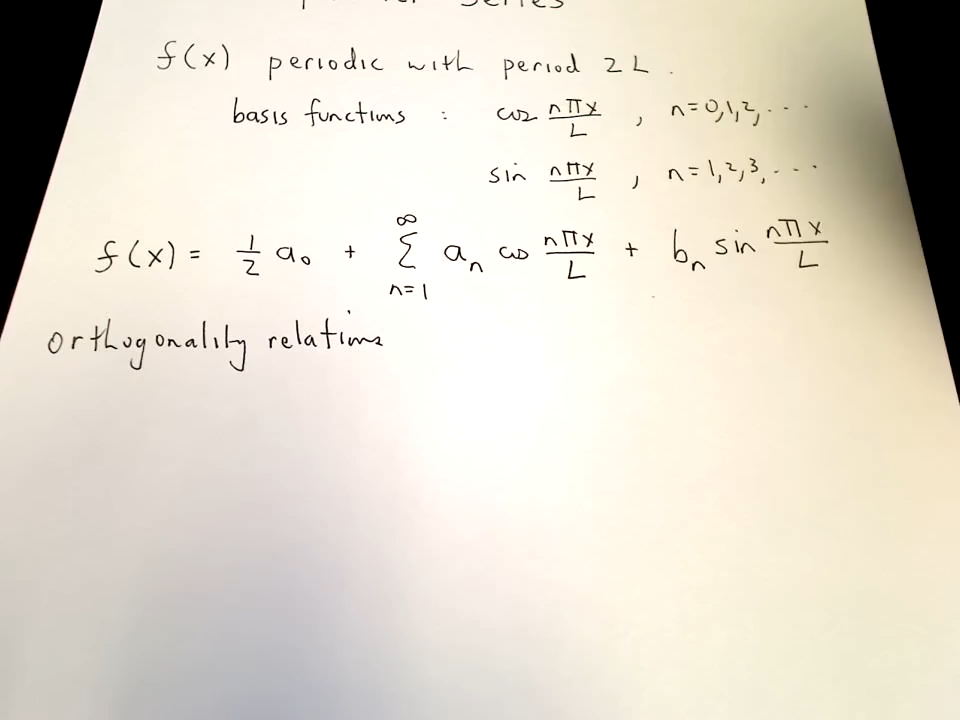 Series
f(x) periodic with period 2L.
basis functions : cos nπx/L , n=0,1,2,...
sin nπx/L , n=1,2,3,...
f(x) = 1/2 a₀ + ∑_{n=1}^{∞} aₙ cos nπx/L + bₙ sin nπx/L
orthogonality relations